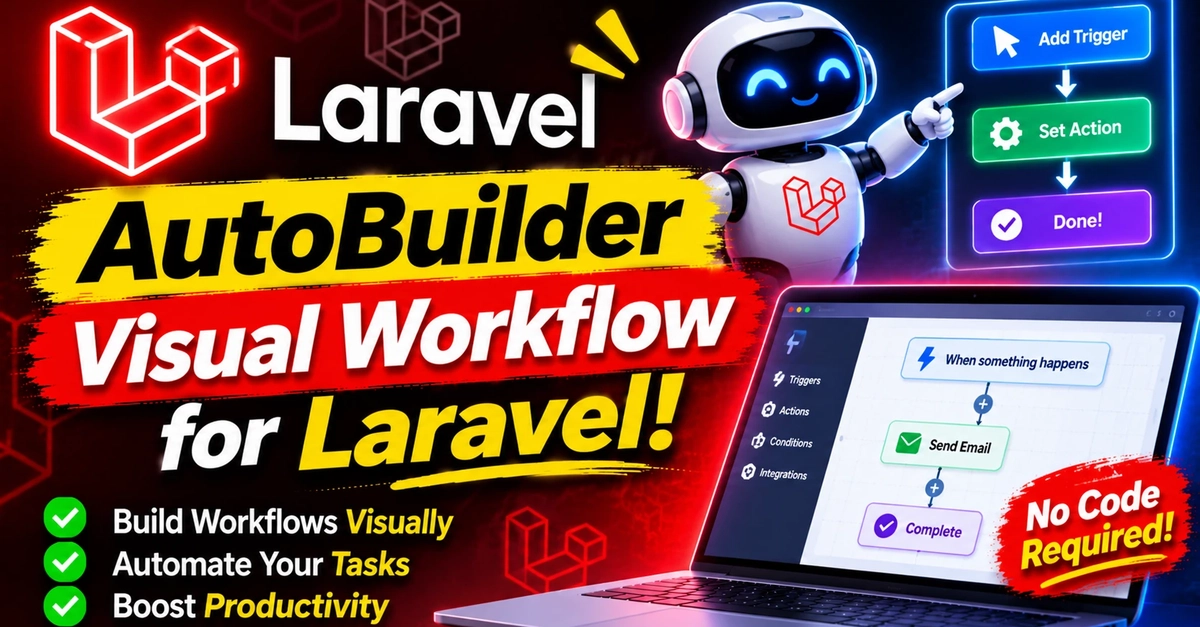 Laravel
AutoBuilder
Visual Workflow
for Laravel!
Build Workflows Visually
Automate Your Tasks
Boost Productivity
Add Trigger
Set Action
Done!
Triggers
Actions
Conditions
Integrations
When something happens
Send Email
Complete
No Code
Required!